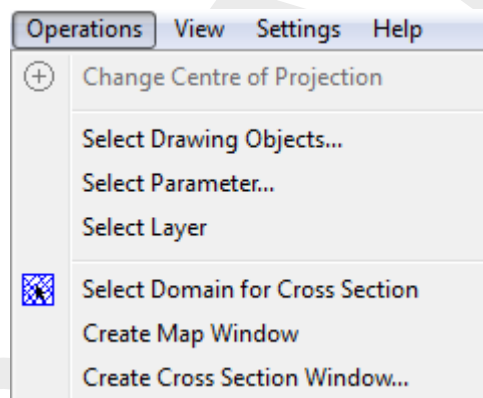 Operations View Settings Help
Change Centre of Projection
Select Drawing Objects...
Select Parameter...
Select Layer
Select Domain for Cross Section
Create Map Window
Create Cross Section Window...